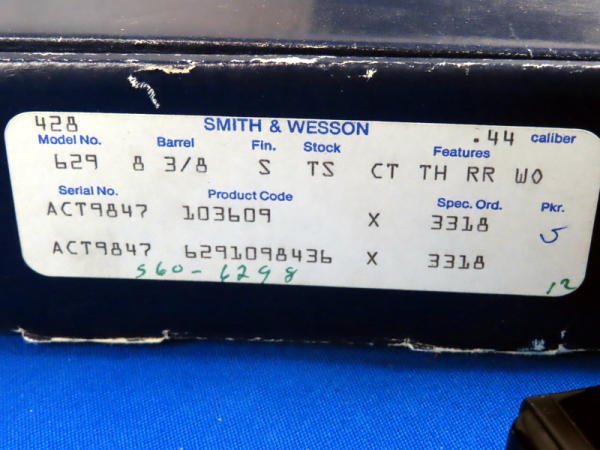 428 SMITH & WESSON .44 caliber
Model No. Barrel Fin. Stock Features
629 8 3/8 S TS CT TH RR WO
Serial No. Product Code Spec. Ord. Pkr.
ACT9847 103609 X 3318 5
ACT9847 6291098436 X 3318
S60-6298 12